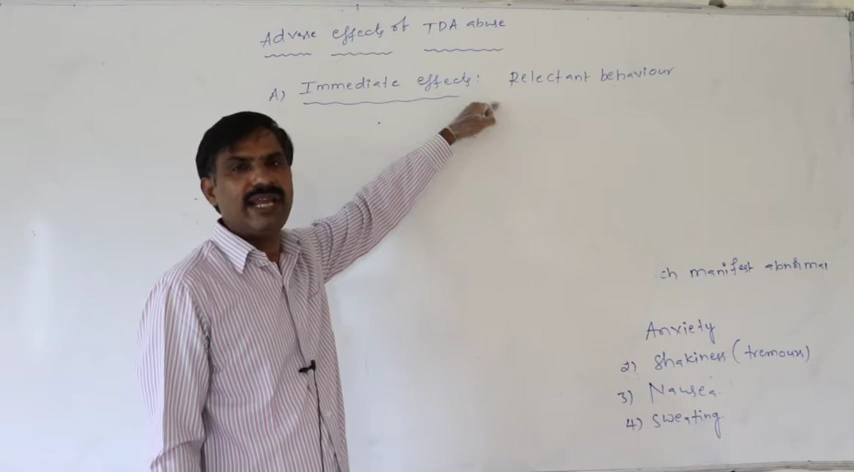 Adverse effects of TDA abuse
A) Immediate effects: Relectant behaviour
ch manifest abnormal
Anxiety
2) Shakiness (tremours)
3) Nausea
4) Sweating